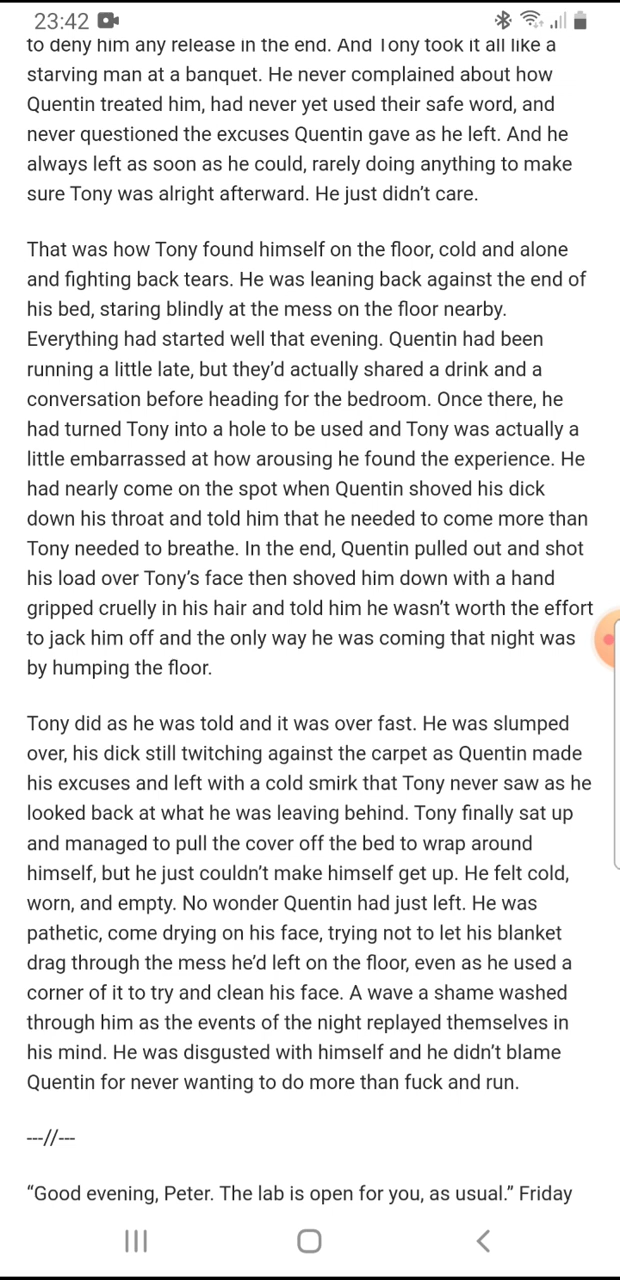 23:42
to deny him any release in the end. And Tony took it all like a
starving man at a banquet. He never complained about how
Quentin treated him, had never yet used their safe word, and
never questioned the excuses Quentin gave as he left. And he
always left as soon as he could, rarely doing anything to make
sure Tony was alright afterward. He just didn’t care.
That was how Tony found himself on the floor, cold and alone
and fighting back tears. He was leaning back against the end of
his bed, staring blindly at the mess on the floor nearby.
Everything had started well that evening. Quentin had been
running a little late, but they’d actually shared a drink and a
conversation before heading for the bedroom. Once there, he
had turned Tony into a hole to be used and Tony was actually a
little embarrassed at how arousing he found the experience. He
had nearly come on the spot when Quentin shoved his dick
down his throat and told him that he needed to come more than
Tony needed to breathe. In the end, Quentin pulled out and shot
his load over Tony’s face then shoved him down with a hand
gripped cruelly in his hair and told him he wasn’t worth the effort
to jack him off and the only way he was coming that night was
by humping the floor.
Tony did as he was told and it was over fast. He was slumped
over, his dick still twitching against the carpet as Quentin made
his excuses and left with a cold smirk that Tony never saw as he
looked back at what he was leaving behind. Tony finally sat up
and managed to pull the cover off the bed to wrap around
himself, but he just couldn’t make himself get up. He felt cold,
worn, and empty. No wonder Quentin had just left. He was
pathetic, come drying on his face, trying not to let his blanket
drag through the mess he’d left on the floor, even as he used a
corner of it to try and clean his face. A wave a shame washed
through him as the events of the night replayed themselves in
his mind. He was disgusted with himself and he didn’t blame
Quentin for never wanting to do more than fuck and run.
---//---
“Good evening, Peter. The lab is open for you, as usual.” Friday